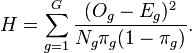 H = \sum_{g=1}^{G} \frac{(O_g - E_g)^2}{N_g \pi_g (1 - \pi_g)}.